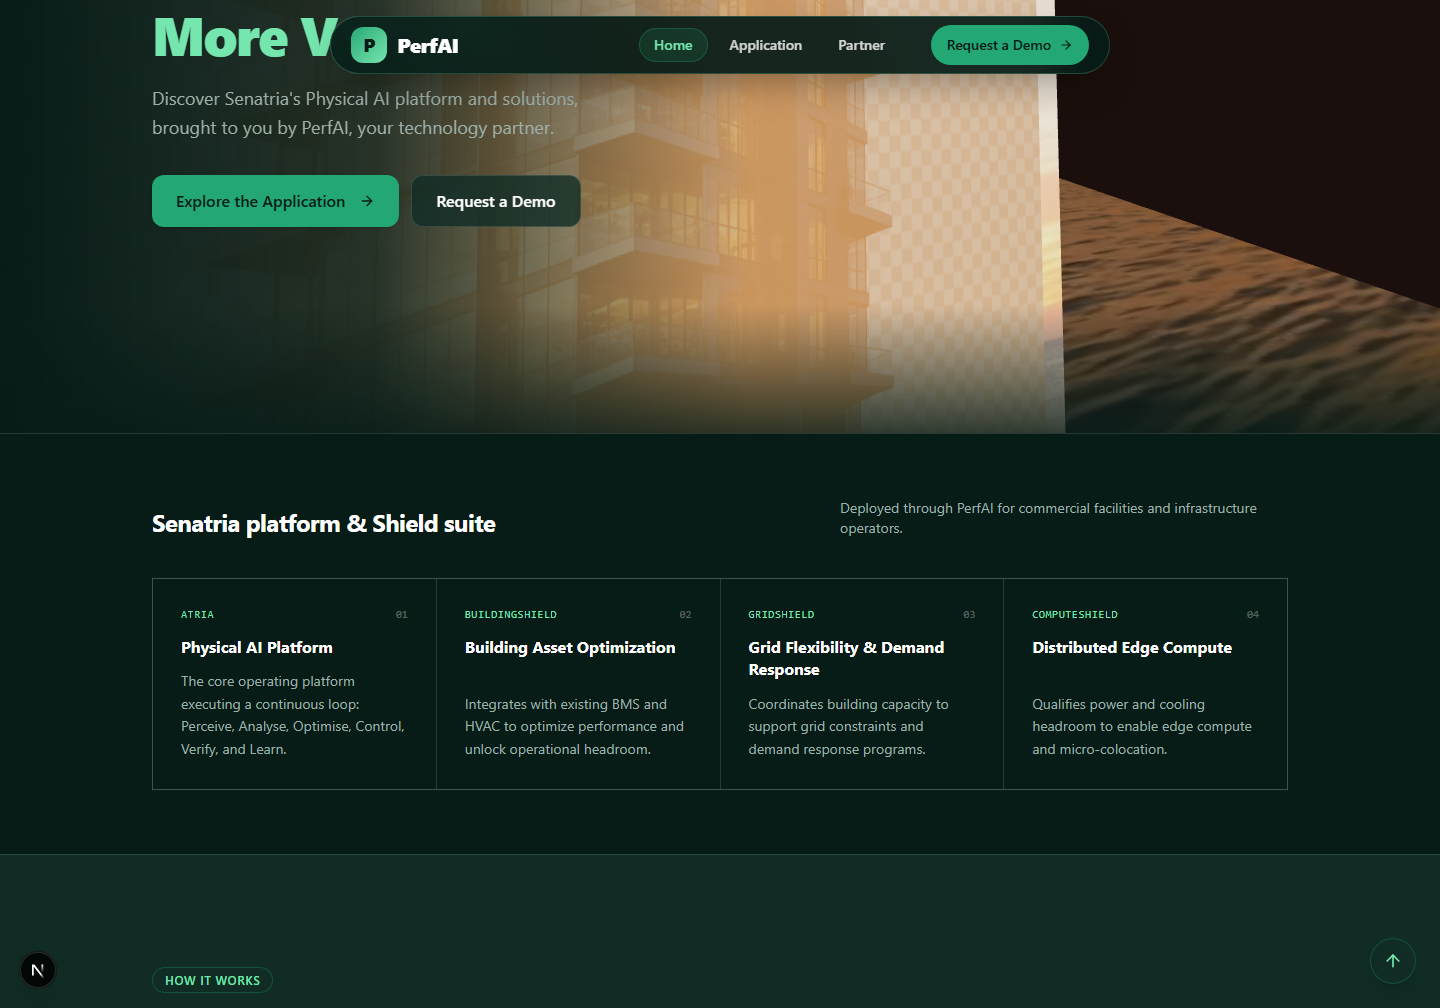 More V
P PerfAI
Home
Application
Partner
Request a Demo →
Discover Senatria's Physical AI platform and solutions,
brought to you by PerfAI, your technology partner.
Explore the Application →
Request a Demo
Senatria platform & Shield suite
Deployed through PerfAI for commercial facilities and infrastructure
operators.
ATRIA 01
Physical AI Platform
The core operating platform
executing a continuous loop:
Perceive, Analyse, Optimise, Control,
Verify, and Learn.
BUILDINGSHIELD 02
Building Asset Optimization
Integrates with existing BMS and
HVAC to optimize performance and
unlock operational headroom.
GRIDSHIELD 03
Grid Flexibility & Demand
Response
Coordinates building capacity to
support grid constraints and
demand response programs.
COMPUTESHIELD 04
Distributed Edge Compute
Qualifies power and cooling
headroom to enable edge compute
and micro-colocation.
HOW IT WORKS
N